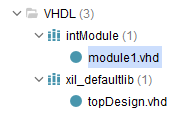 VHDL (3)
intModule (1)
module1.vhd
xil_defaultlib (1)
topDesign.vhd